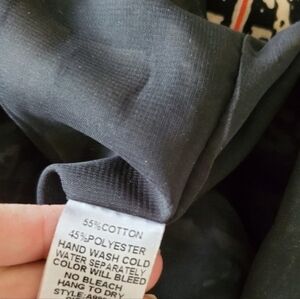 55%COTTON
45%POLYESTER
HAND WASH COLD
WATER SEPARATELY
COLOR WILL BLEED
NO BLEACH
HANG TO DRY